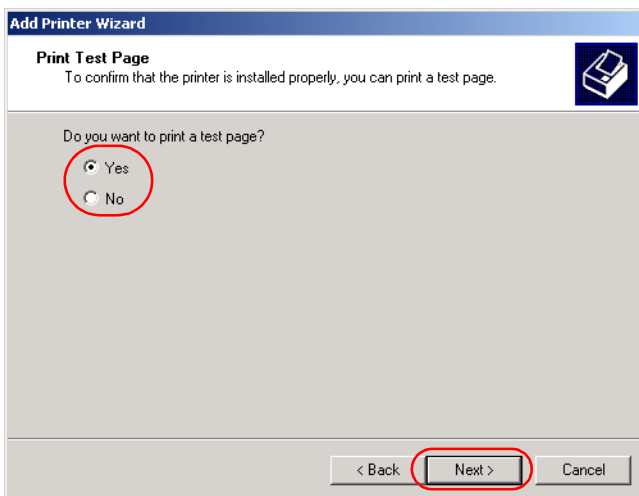 Add Printer Wizard
Print Test Page
To confirm that the printer is installed properly, you can print a test page.
Do you want to print a test page?
Yes
No
< Back Next > Cancel